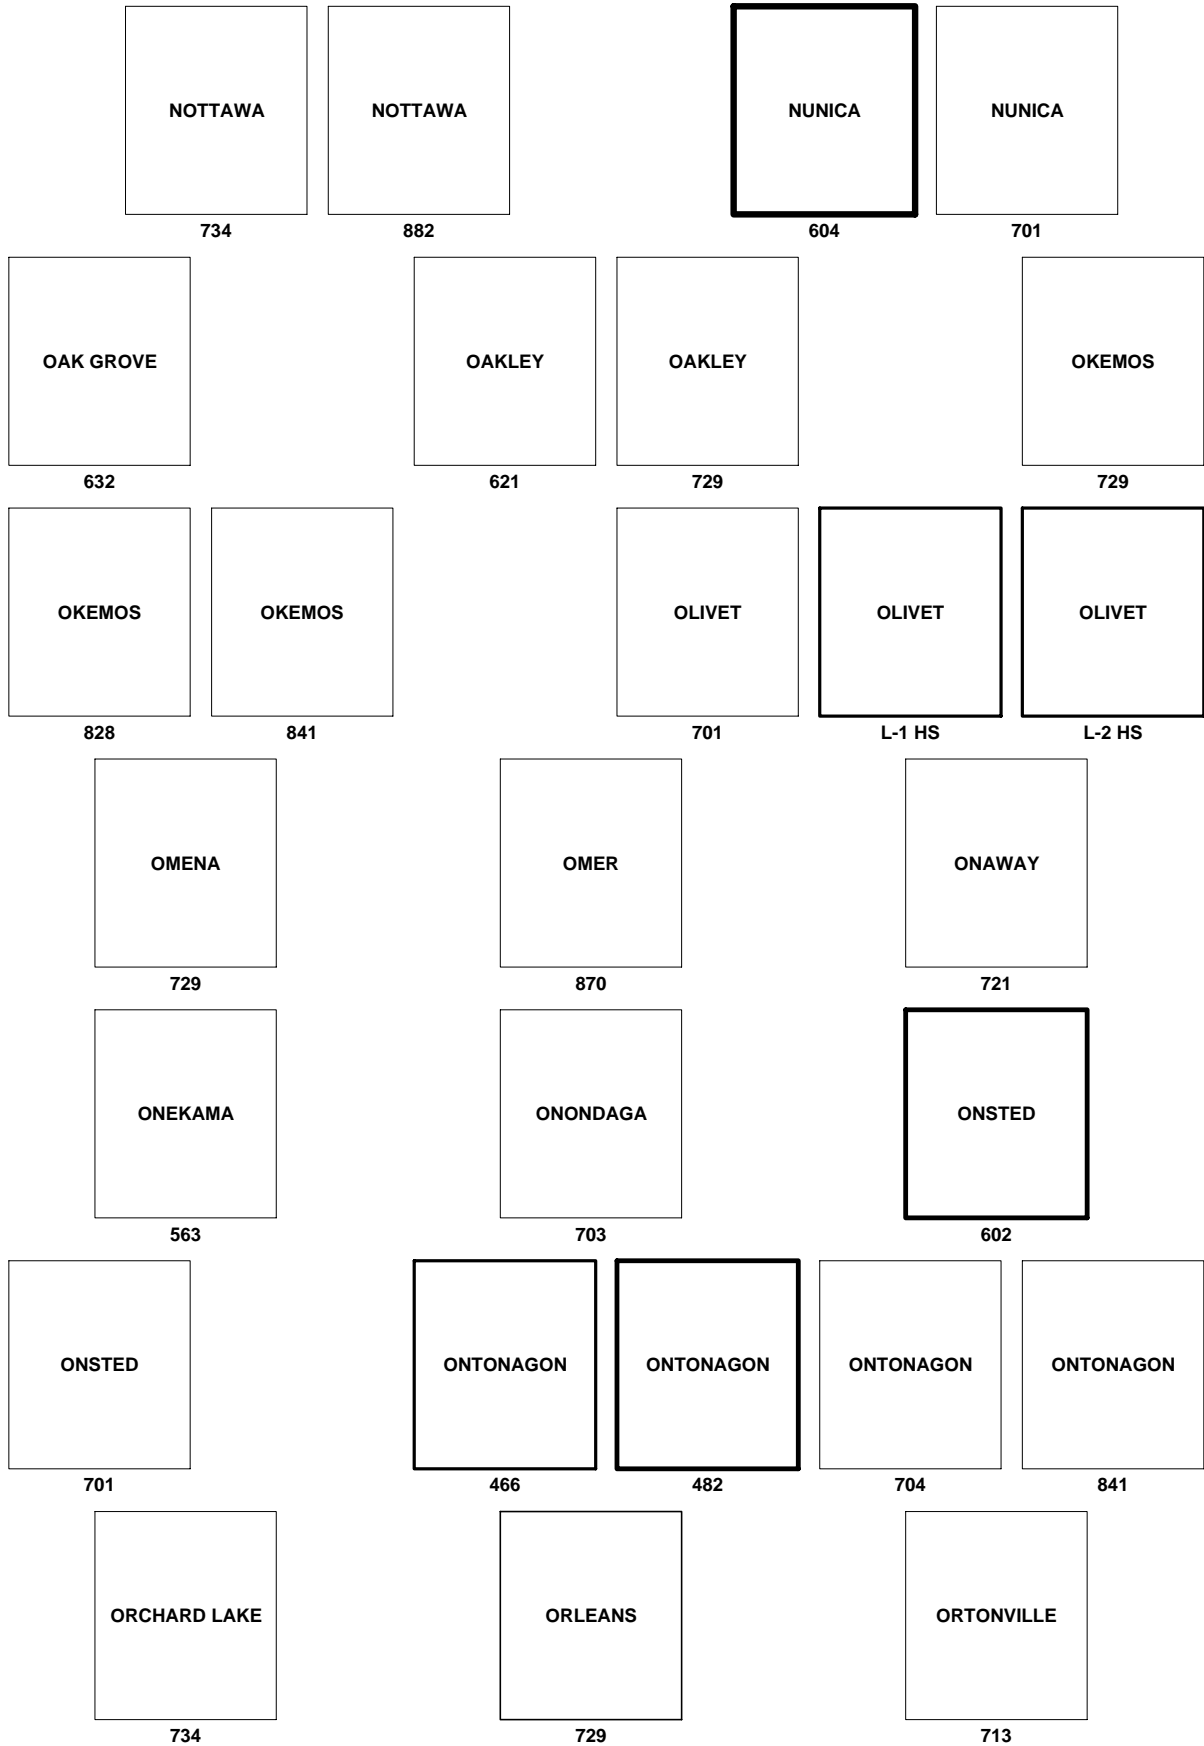 NOTTAWA NOTTAWA NUNICA NUNICA
734 882 604 701
OAK GROVE OAKLEY OAKLEY OKEMOS
632 621 729 729
OKEMOS OKEMOS OLIVET OLIVET OLIVET
828 841 701 L-1 HS L-2 HS
OMENA OMER ONAWAY
729 870 721
ONEKAMA ONONDAGA ONSTED
563 703 602
ONSTED ONTONAGON ONTONAGON ONTONAGON ONTONAGON
701 466 482 704 841
ORCHARD LAKE ORLEANS ORTONVILLE
734 729 713